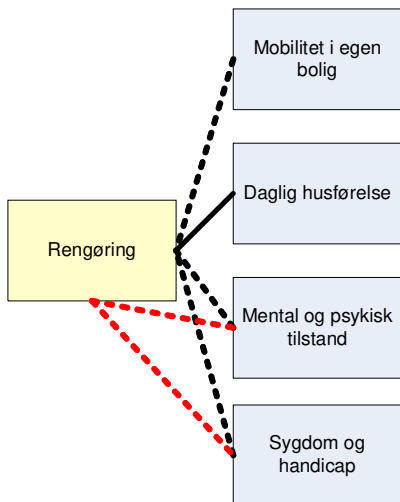 Mobilitet i egen
bolig
Daglig husførelse
Rengøring
Mental og psykisk
tilstand
Sygdom og
handicap